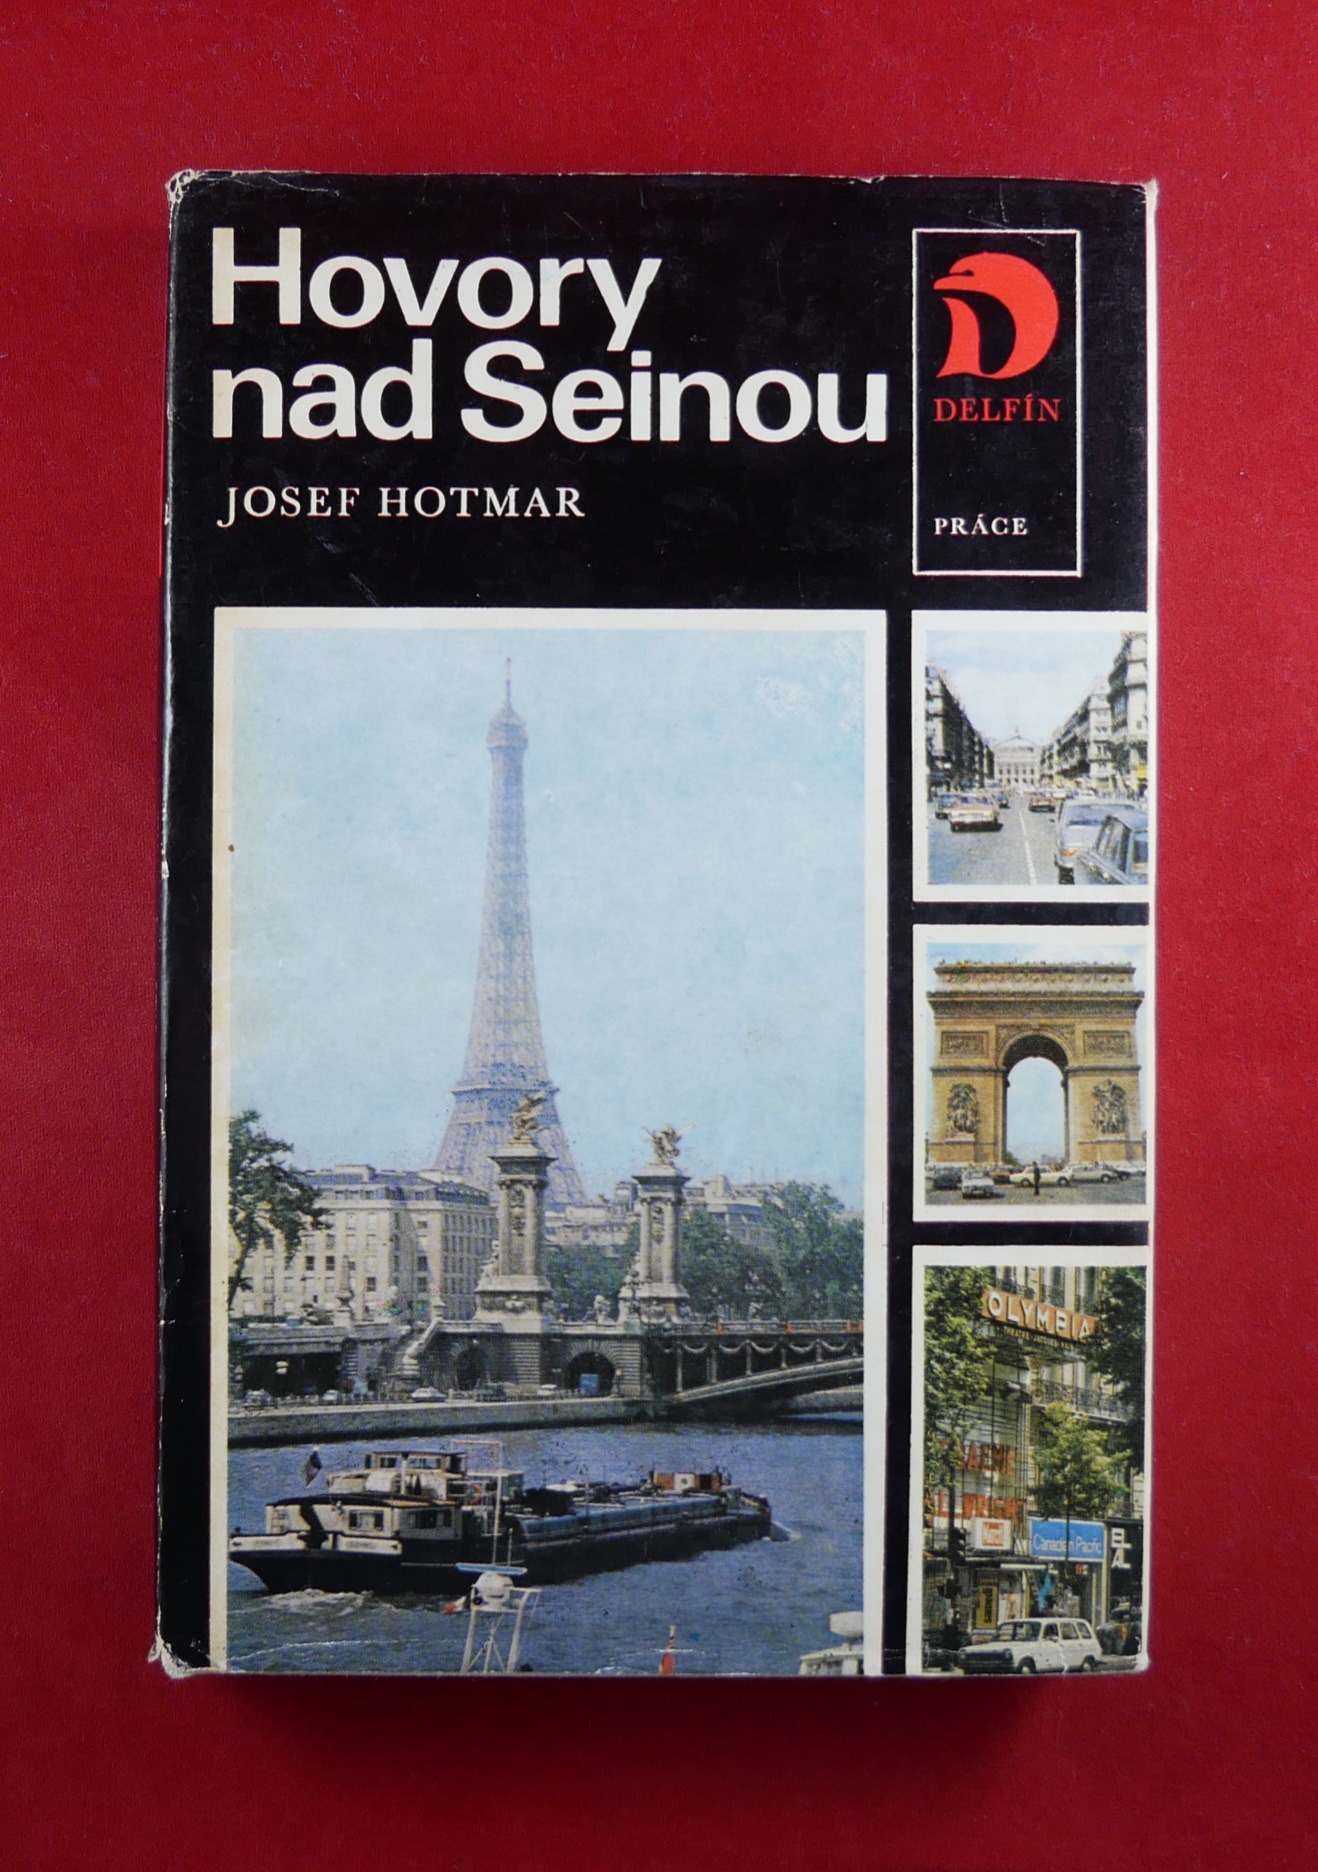 Hovory
nad Seinou
JOSEF HOTMAR
DELFÍN
PRÁCE
OLYMPIA
Canadian Pacific